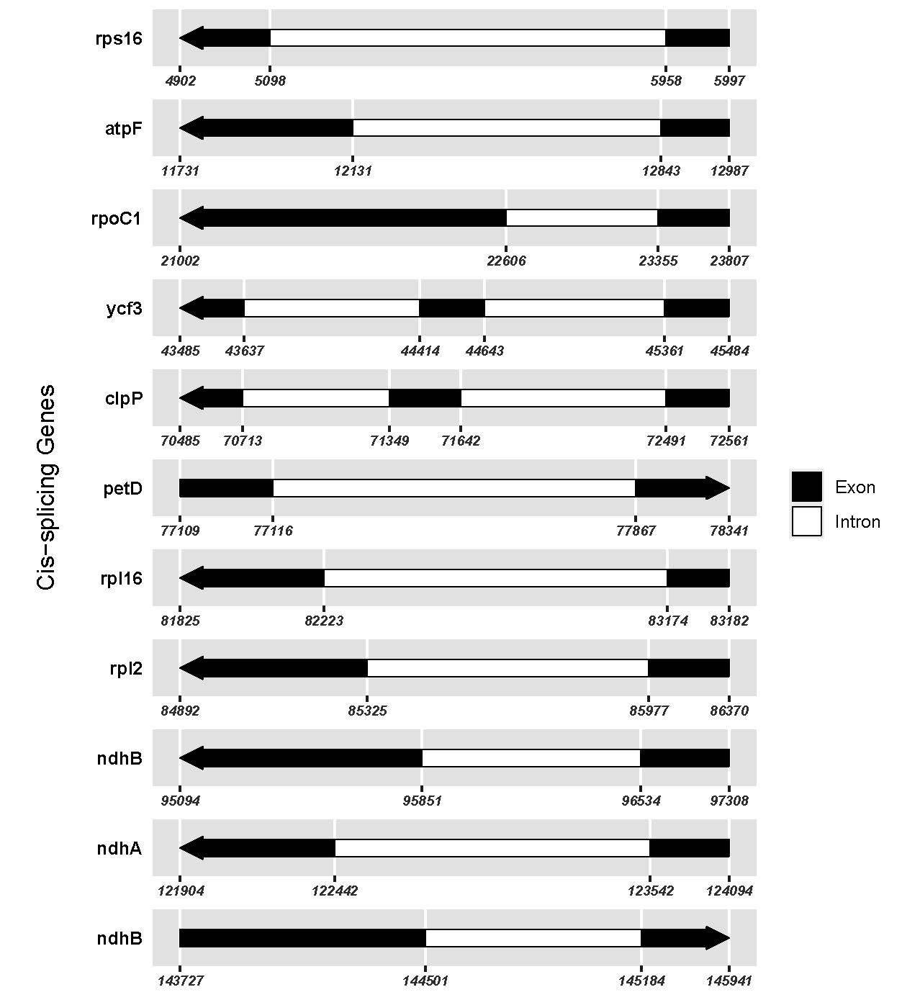 rps16
4902 5098 5958 5997
atpF
11731 12131 12843 12987
rpoC1
21002 22606 23355 23807
ycf3
43485 43637 44414 44643 45361 45484
clpP
70485 70713 71349 71642 72491 72561
Cis-splicing Genes
petD
77109 77116 77867 78341
Exon
Intron
rpl16
81825 82223 83174 83182
rpl2
84892 85325 85977 86370
ndhB
95094 95851 96534 97308
ndhA
121904 122442 123542 124094
ndhB
143727 144501 145184 145941